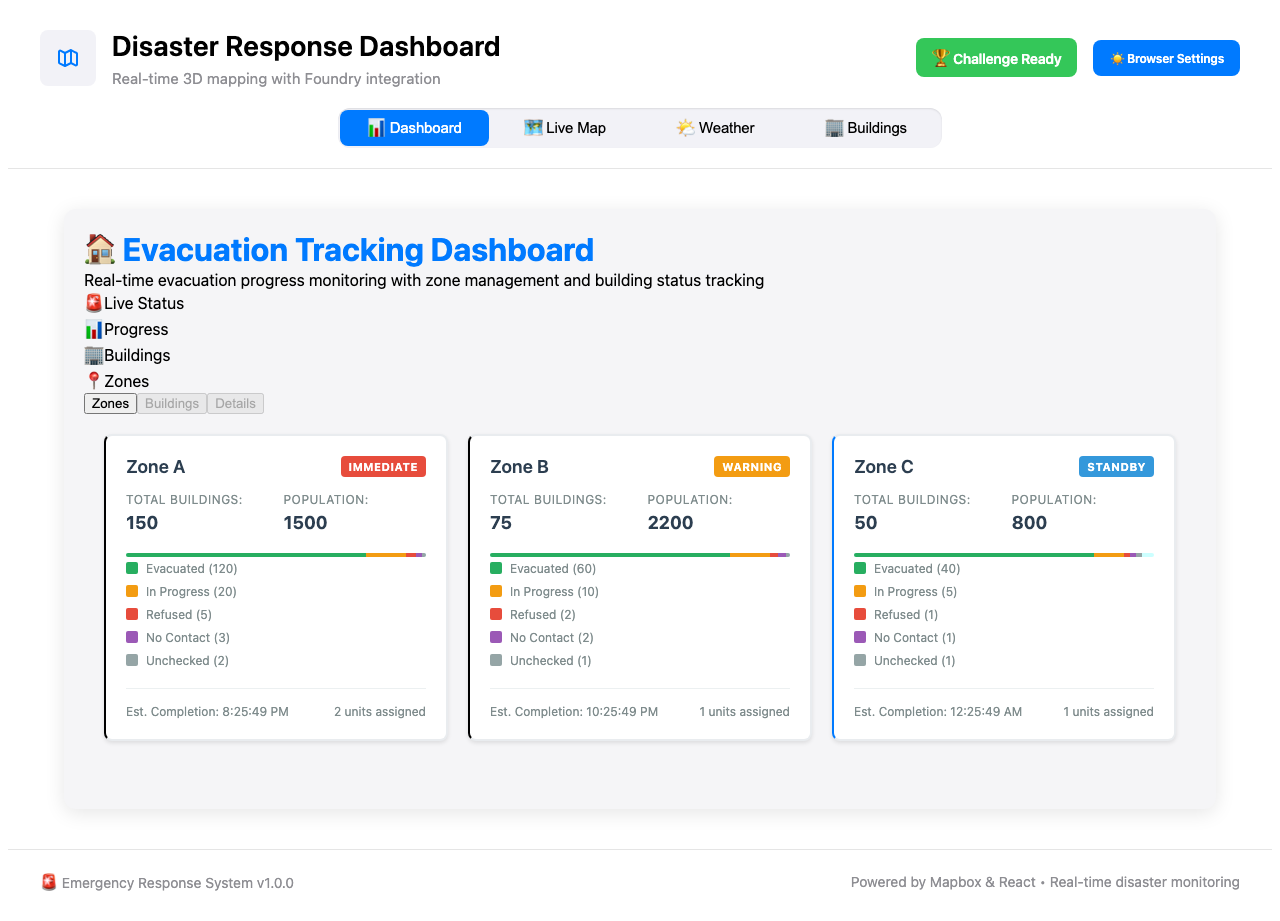 Disaster Response Dashboard
Real-time 3D mapping with Foundry integration
🏆 Challenge Ready
☀️ Browser Settings
📊 Dashboard
🗺️ Live Map
🌤️ Weather
🏢 Buildings
🏠 Evacuation Tracking Dashboard
Real-time evacuation progress monitoring with zone management and building status tracking
🚨Live Status
📊Progress
🏢Buildings
📍Zones
Zones Buildings Details
Zone A IMMEDIATE
TOTAL BUILDINGS: POPULATION:
150 1500
Evacuated (120)
In Progress (20)
Refused (5)
No Contact (3)
Unchecked (2)
Est. Completion: 8:25:49 PM 2 units assigned
Zone B WARNING
TOTAL BUILDINGS: POPULATION:
75 2200
Evacuated (60)
In Progress (10)
Refused (2)
No Contact (2)
Unchecked (1)
Est. Completion: 10:25:49 PM 1 units assigned
Zone C STANDBY
TOTAL BUILDINGS: POPULATION:
50 800
Evacuated (40)
In Progress (5)
Refused (1)
No Contact (1)
Unchecked (1)
Est. Completion: 12:25:49 AM 1 units assigned
🚨 Emergency Response System v1.0.0
Powered by Mapbox & React • Real-time disaster monitoring